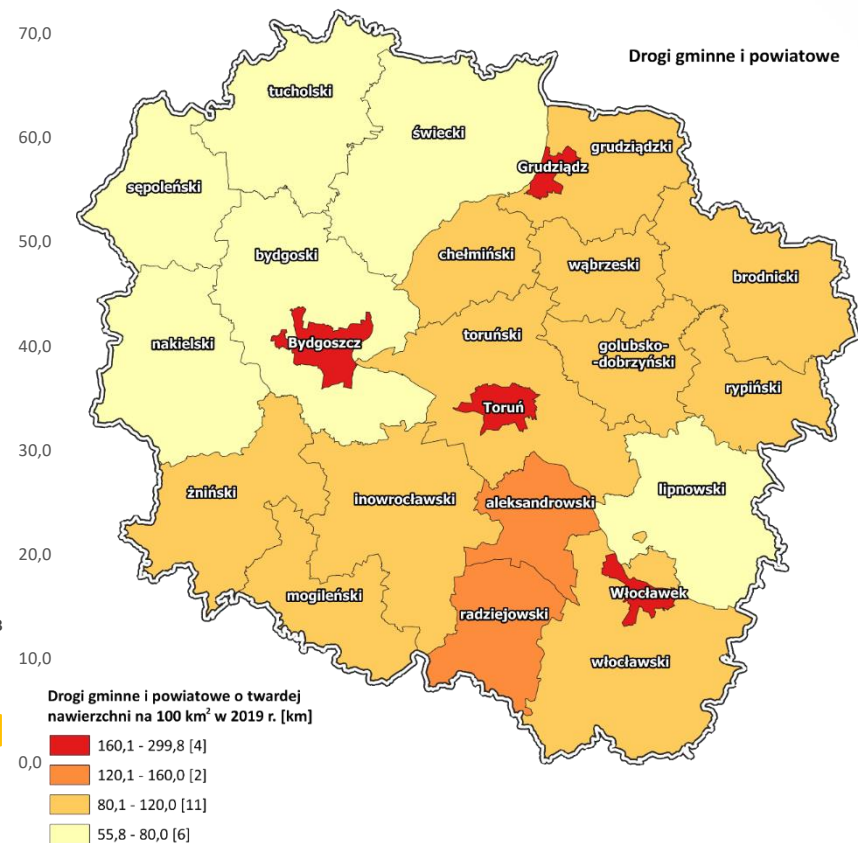 70,0
60,0
50,0
40,0
30,0
20,0
10,0
0,0
Drogi gminne i powiatowe
tucholski
świecki
sępoleński
grudziądzki
Grudziądz
bydgoski
chełmiński
wąbrzeski
brodnicki
nakielski
Bydgoszcz
toruński
golubsko-
-dobrzyński
rypiński
Toruń
żniński
inowrocławski
aleksandrowski
lipnowski
mogileński
radziejowski
Włocławek
włocławski
Drogi gminne i powiatowe o twardej
nawierzchni na 100 km² w 2019 r. [km]
160,1 - 299,8 [4]
120,1 - 160,0 [2]
80,1 - 120,0 [11]
55,8 - 80,0 [6]